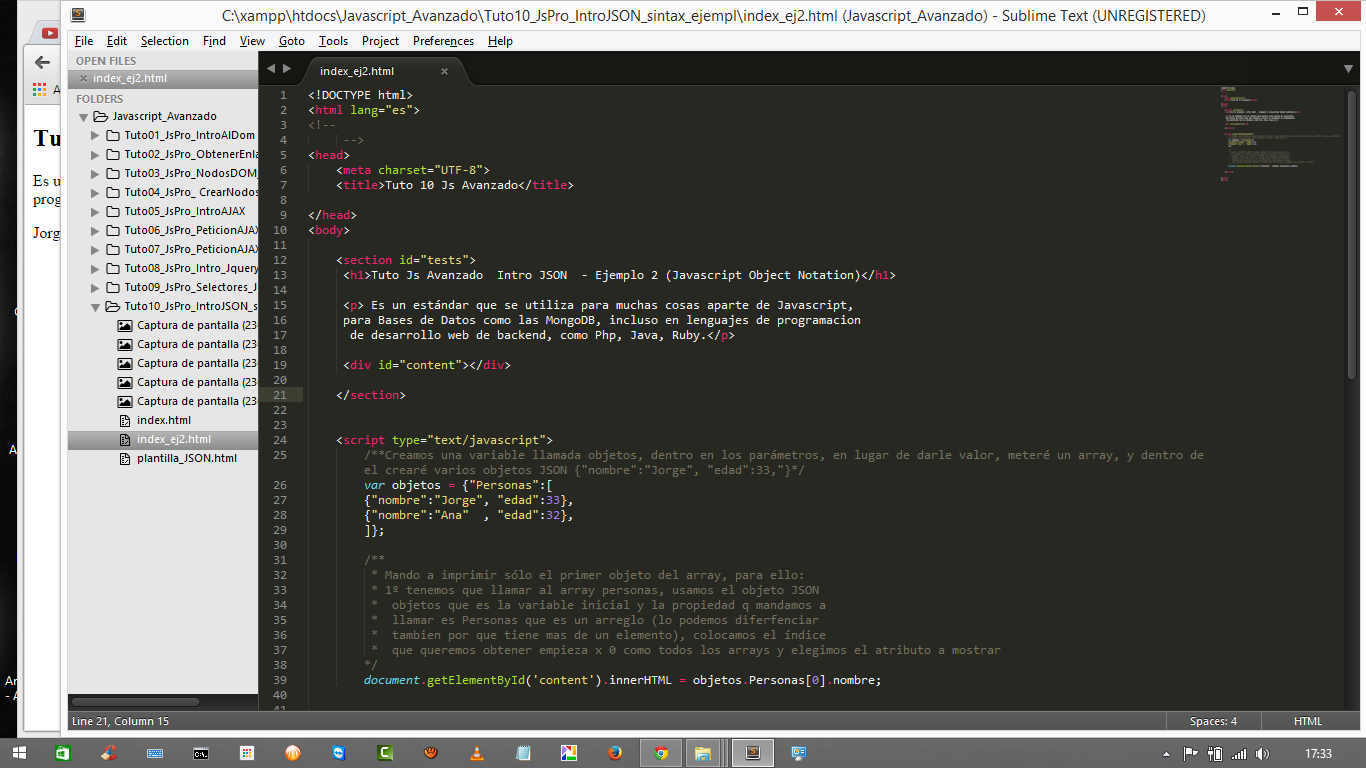 C:\xampp\htdocs\Javascript_Avanzado\Tuto10_JsPro_IntroJSON_sintax_ejempl\index_ej2.html (Javascript_Avanzado) - Sublime Text (UNREGISTERED)
File Edit Selection Find View Goto Tools Project Preferences Help
OPEN FILES
index_ej2.html
FOLDERS
Javascript_Avanzado
Tuto01_JsPro_IntroAlDom
Tuto02_JsPro_ObtenerEnla
Tuto03_JsPro_NodosDOM_
Tuto04_JsPro_ CrearNodos
Tuto05_JsPro_IntroAJAX
Tuto06_JsPro_PeticionAJAX
Tuto07_JsPro_PeticionAJAX
Tuto08_JsPro_Intro_Jquery
Tuto09_JsPro_Selectores_J
Tuto10_JsPro_IntroJSON_s
Captura de pantalla (23
Captura de pantalla (23
Captura de pantalla (23
Captura de pantalla (23
Captura de pantalla (23
index.html
index_ej2.html
plantilla_JSON.html
Tu
Es u
prog
Jorg
index_ej2.html
1 <!DOCTYPE html>
2 <html lang="es">
3 <!--
4 -->
5 <head>
6 <meta charset="UTF-8">
7 <title>Tuto 10 Js Avanzado</title>
8
9 </head>
10 <body>
11
12 <section id="tests">
13 <h1>Tuto Js Avanzado  Intro JSON  - Ejemplo 2 (Javascript Object Notation)</h1>
14
15 <p> Es un estándar que se utiliza para muchas cosas aparte de Javascript,
16 para Bases de Datos como las MongoDB, incluso en lenguajes de programacion
17 de desarrollo web de backend, como Php, Java, Ruby.</p>
18
19 <div id="content"></div>
20
21 </section>
22
23
24 <script type="text/javascript">
25 /**Creamos una variable llamada objetos, dentro en los parámetros, en lugar de darle valor, meteré un array, y dentro de
el crearé varios objetos JSON {"nombre":"Jorge", "edad":33,"}*/
26 var objetos = {"Personas":[
27 {"nombre":"Jorge", "edad":33},
28 {"nombre":"Ana"  , "edad":32},
29 ]};
30
31 /**
32 * Mando a imprimir sólo el primer objeto del array, para ello:
33 * 1º tenemos que llamar al array personas, usamos el objeto JSON
34 *  objetos que es la variable inicial y la propiedad q mandamos a
35 *  llamar es Personas que es un arreglo (lo podemos diferfenciar
36 *  tambien por que tiene mas de un elemento), colocamos el índice
37 *  que queremos obtener empieza x 0 como todos los arrays y elegimos el atributo a mostrar
38 */
39 document.getElementById('content').innerHTML = objetos.Personas[0].nombre;
40
41
Line 21, Column 15
Spaces: 4
HTML
17:33